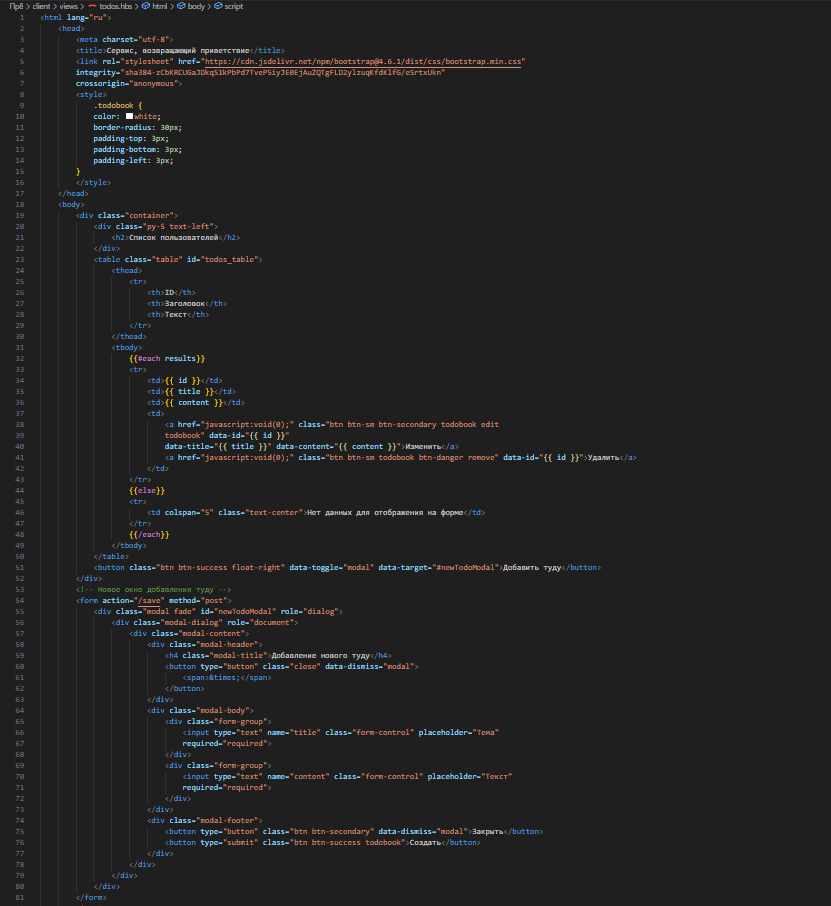 Пр8 > client > views > todos.hbs > html > body > script
1 <html lang="ru">
2 <head>
3 <meta charset="utf-8">
4 <title>Сервис, возвращающий приветствие</title>
5 <link rel="stylesheet" href="https://cdn.jsdelivr.net/npm/bootstrap@4.6.1/dist/css/bootstrap.min.css"
6 integrity="sha384-zCbKRCUGaJDkqS1kPbPd7TveP5iyJE0EjAuZQTgFLD2ylzuqKfdKlfG/eSrtxUkn"
7 crossorigin="anonymous">
8 <style>
9 .todobook {
10 color: white;
11 border-radius: 30px;
12 padding-top: 3px;
13 padding-bottom: 3px;
14 padding-left: 3px;
15 }
16 </style>
17 </head>
18 <body>
19 <div class="container">
20 <div class="py-5 text-left">
21 <h2>Список пользователей</h2>
22 </div>
23 <table class="table" id="todos_table">
24 <thead>
25 <tr>
26 <th>ID</th>
27 <th>Заголовок</th>
28 <th>Текст</th>
29 </tr>
30 </thead>
31 <tbody>
32 {{#each results}}
33 <tr>
34 <td>{{ id }}</td>
35 <td>{{ title }}</td>
36 <td>{{ content }}</td>
37 <td>
38 <a href="javascript:void(0);" class="btn btn-sm btn-secondary todobook edit
39 todobook" data-id="{{ id }}"
40 data-title="{{ title }}" data-content="{{ content }}">Изменить</a>
41 <a href="javascript:void(0);" class="btn btn-sm todobook btn-danger remove" data-id="{{ id }}">Удалить</a>
42 </td>
43 </tr>
44 {{else}}
45 <tr>
46 <td colspan="5" class="text-center">Нет данных для отображения на форме</td>
47 </tr>
48 {{/each}}
49 </tbody>
50 </table>
51 <button class="btn btn-success float-right" data-toggle="modal" data-target="#newTodoModal">Добавить туду</button>
52 </div>
53 <!-- Новое окно добавления туду -->
54 <form action="/save" method="post">
55 <div class="modal fade" id="newTodoModal" role="dialog">
56 <div class="modal-dialog" role="document">
57 <div class="modal-content">
58 <div class="modal-header">
59 <h4 class="modal-title">Добавление нового туду</h4>
60 <button type="button" class="close" data-dismiss="modal">
61 <span>&times;</span>
62 </button>
63 </div>
64 <div class="modal-body">
65 <div class="form-group">
66 <input type="text" name="title" class="form-control" placeholder="Тема"
67 required="required">
68 </div>
69 <div class="form-group">
70 <input type="text" name="content" class="form-control" placeholder="Текст"
71 required="required">
72 </div>
73 </div>
74 <div class="modal-footer">
75 <button type="button" class="btn btn-secondary" data-dismiss="modal">Закрыть</button>
76 <button type="submit" class="btn btn-success todobook">Создать</button>
77 </div>
78 </div>
79 </div>
80 </div>
81 </form>